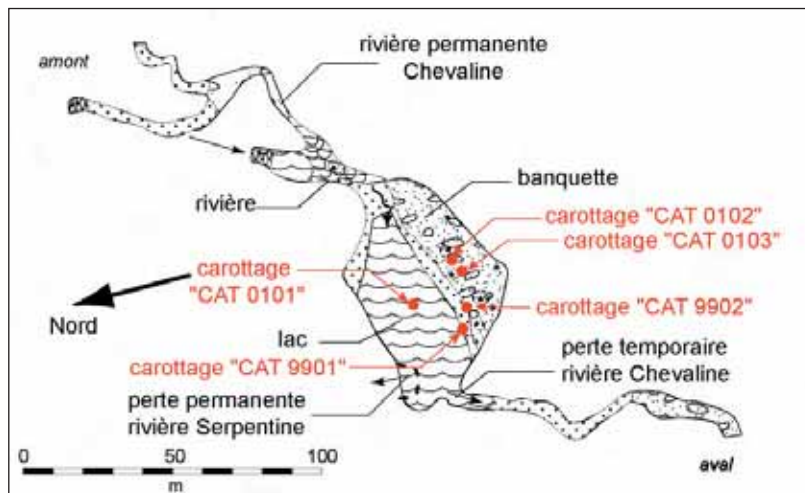 amont
rivière permanente
Chevaline
rivière
banquette
carottage "CAT 0102"
carottage "CAT 0103"
carottage
"CAT 0101"
Nord
carottage "CAT 9902"
lac
carottage "CAT 9901"
perte temporaire
rivière Chevaline
perte permanente
rivière Serpentine
0 50 100
m
aval